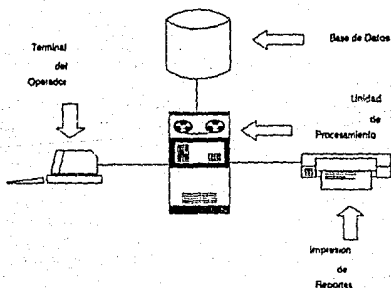 Terminal
del
Operador
Base de Datos
Unidad
de
Procesamiento
Impresion
de
Reportes